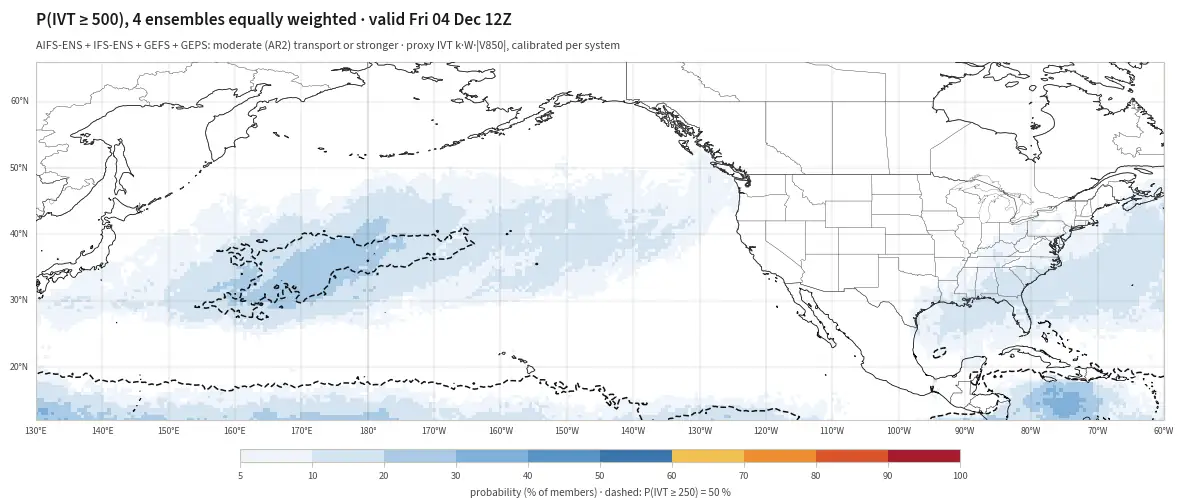 P(IVT ≥ 500), 4 ensembles equally weighted · valid Fri 04 Dec 12Z
AIFS-ENS + IFS-ENS + GEFS + GEPS: moderate (AR2) transport or stronger · proxy IVT k·W·|V850|, calibrated per system
60°N
50°N
40°N
30°N
20°N
130°E 140°E 150°E 160°E 170°E 180° 170°W 160°W 150°W 140°W 130°W 120°W 110°W 100°W 90°W 80°W 70°W 60°W
5 10 20 30 40 50 60 70 80 90 100
probability (% of members) · dashed: P(IVT ≥ 250) = 50 %